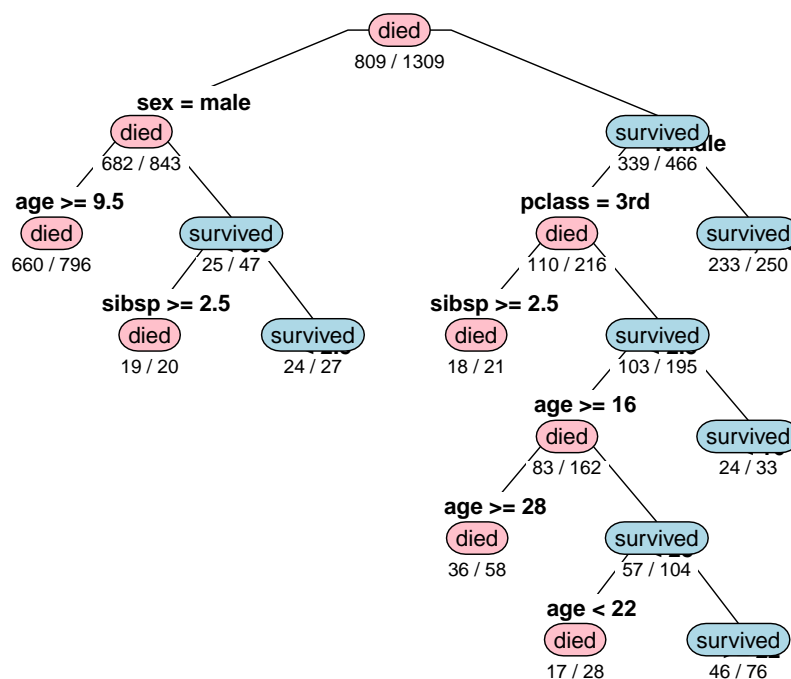 died
809 / 1309
sex = male
died
682 / 843
survived
female
339 / 466
age >= 9.5
died
660 / 796
survived
25 / 47
pclass = 3rd
died
110 / 216
survived
233 / 250
sibsp >= 2.5
died
19 / 20
survived
24 / 27
sibsp >= 2.5
died
18 / 21
survived
103 / 195
age >= 16
died
83 / 162
survived
24 / 33
age >= 28
died
36 / 58
survived
57 / 104
age < 22
died
17 / 28
survived
46 / 76